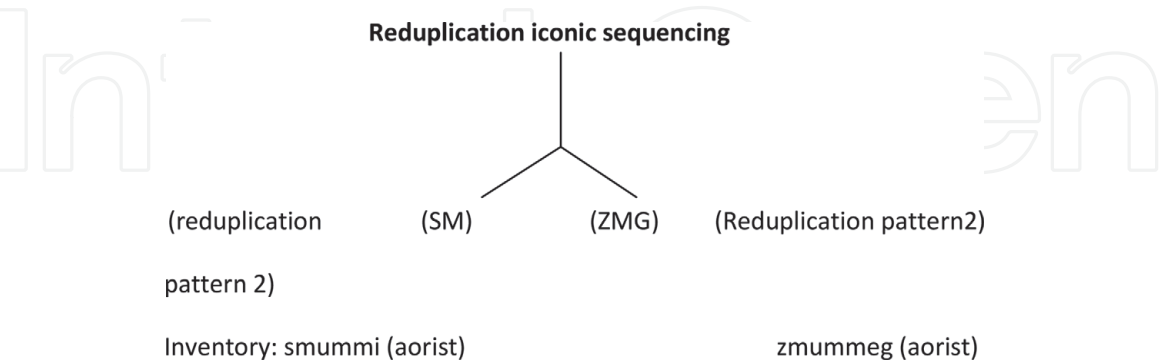 Reduplication iconic sequencing
(reduplication (SM) (ZMG) (Reduplication pattern2)
pattern 2)
Inventory: smummi (aorist) zmummeg (aorist)